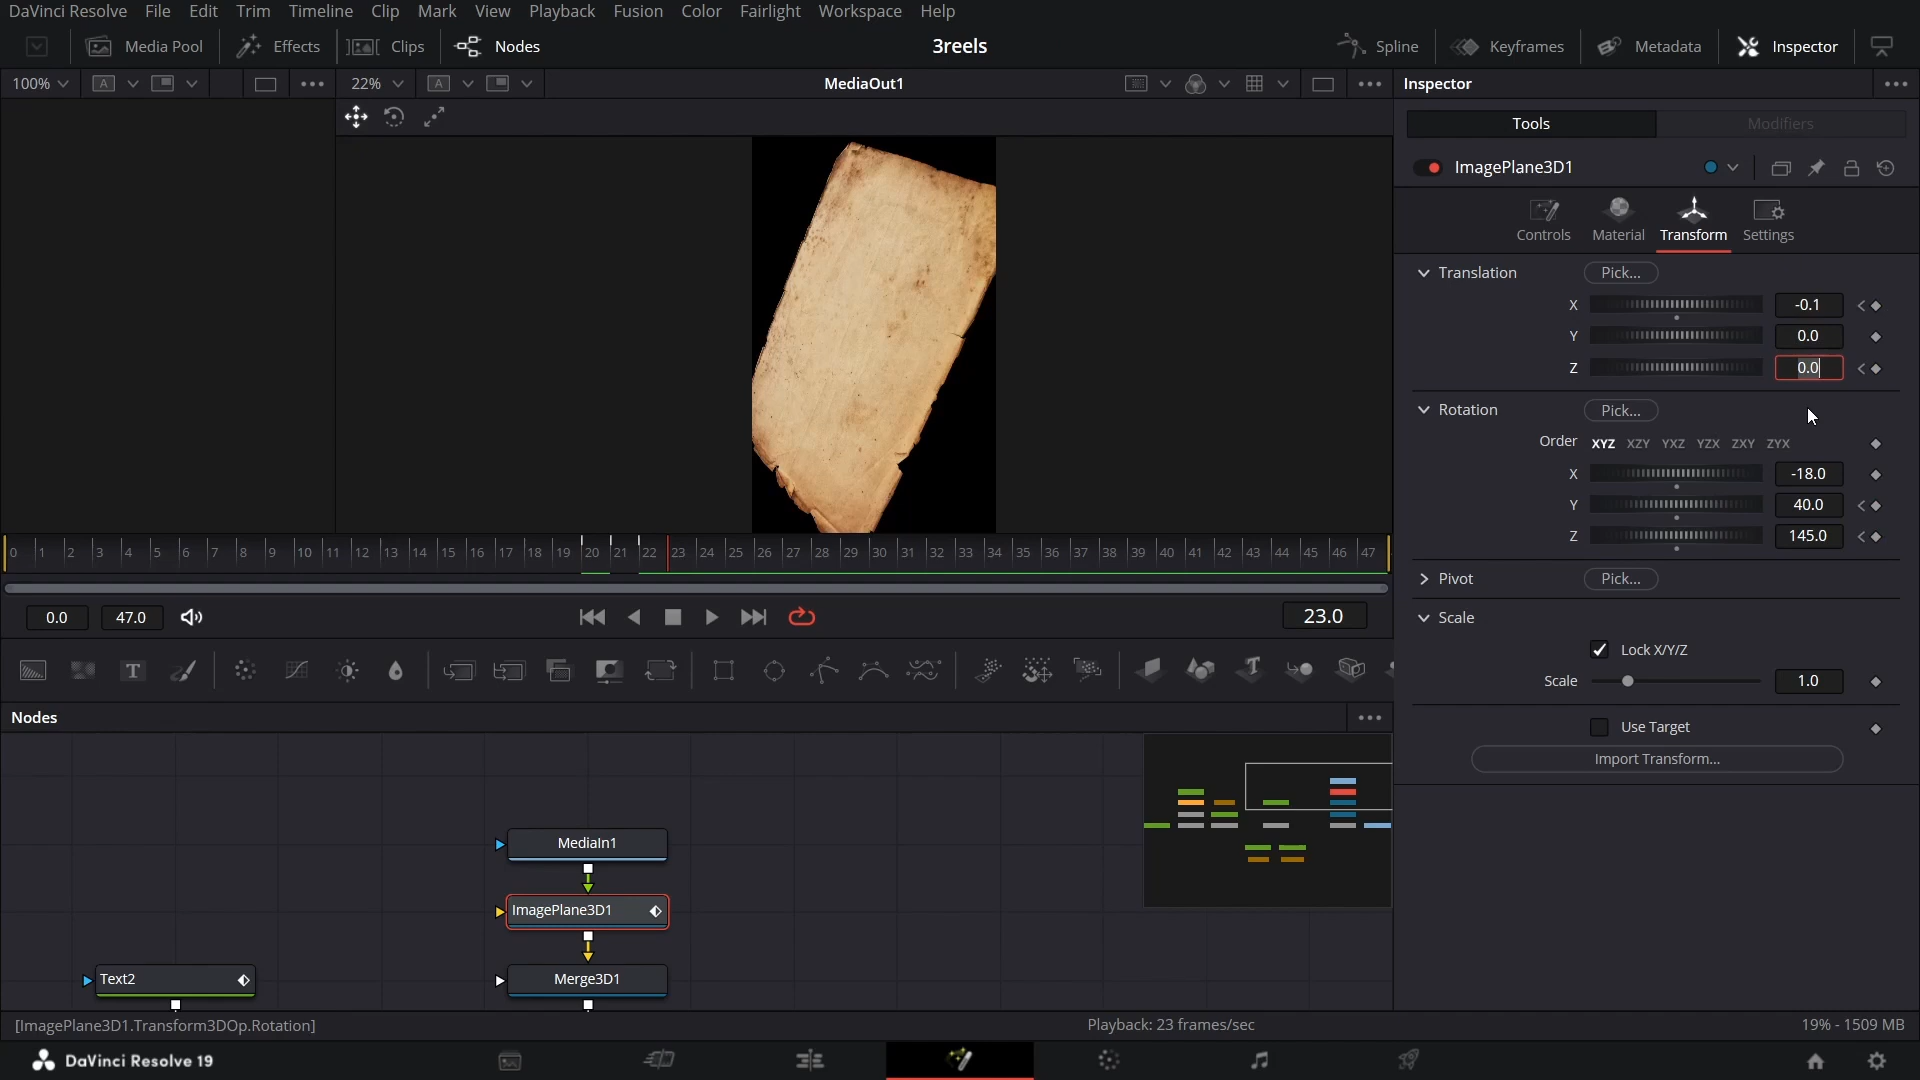 DaVinci Resolve File Edit Trim Timeline Clip Mark View Playback Fusion Color Fairlight Workspace Help
Media Pool Effects Clips Nodes 3reels Spline Keyframes Metadata Inspector
100% A 22% A MediaOut1 Inspector
Tools Modifiers
ImagePlane3D1
Controls Material Transform Settings
Translation Pick...
X -0.1
Y 0.0
Z 0.0
Rotation Pick...
Order XYZ XZY YXZ YZX ZXY ZYX
X -18.0
Y 40.0
Z 145.0
Pivot Pick...
Scale
Lock X/Y/Z
Scale 1.0
Use Target
Import Transform...
0 1 2 3 4 5 6 7 8 9 10 11 12 13 14 15 16 17 18 19 20 21 22 23 24 25 26 27 28 29 30 31 32 33 34 35 36 37 38 39 40 41 42 43 44 45 46 47
0.0 47.0 23.0
T T
Nodes
MediaIn1
ImagePlane3D1
Text2 Merge3D1
[ImagePlane3D1.Transform3DOp.Rotation] Playback: 23 frames/sec 19% - 1509 MB
DaVinci Resolve 19